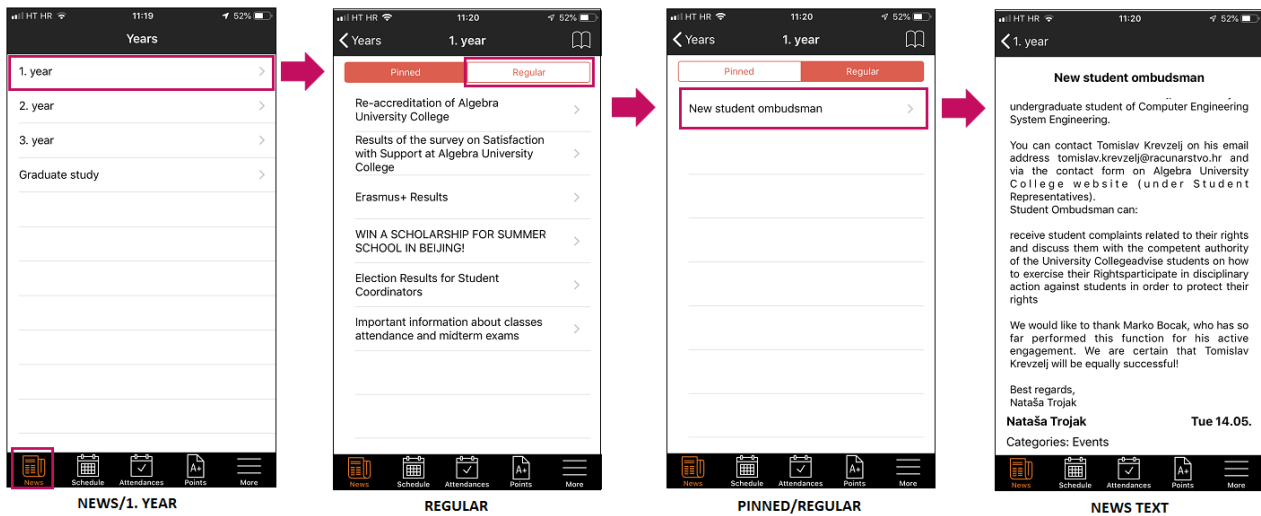 HT HR 11:19 52%
Years
1. year
2. year
3. year
Graduate study
News Schedule Attendances Points More
NEWS/1. YEAR
HT HR 11:20 52%
Years 1. year
Pinned Regular
Re-accreditation of Algebra
University College
Results of the survey on Satisfaction
with Support at Algebra University
College
Erasmus+ Results
WIN A SCHOLARSHIP FOR SUMMER
SCHOOL IN BEIJING!
Election Results for Student
Coordinators
Important information about classes
attendance and midterm exams
News Schedule Attendances Points More
REGULAR
HT HR 11:20 52%
Years 1. year
Pinned Regular
New student ombudsman
News Schedule Attendances Points More
PINNED/REGULAR
HT HR 11:20 52%
1. year
New student ombudsman
undergraduate student of Computer Engineering
System Engineering.
You can contact Tomislav Krevzelj on his email
address tomislav.krevzelj@racunarstvo.hr and
via the contact form on Algebra University
College website (under Student
Representatives).
Student Ombudsman can:
receive student complaints related to their rights
and discuss them with the competent authority
of the University Collegeadvise students on how
to exercise their Rightsparticipate in disciplinary
action against students in order to protect their
rights
We would like to thank Marko Bocak, who has so
far performed this function for his active
engagement. We are certain that Tomislav
Krevzelj will be equally successful!
Best regards,
Nataša Trojak
Nataša Trojak Tue 14.05.
Categories: Events
News Schedule Attendances Points More
NEWS TEXT